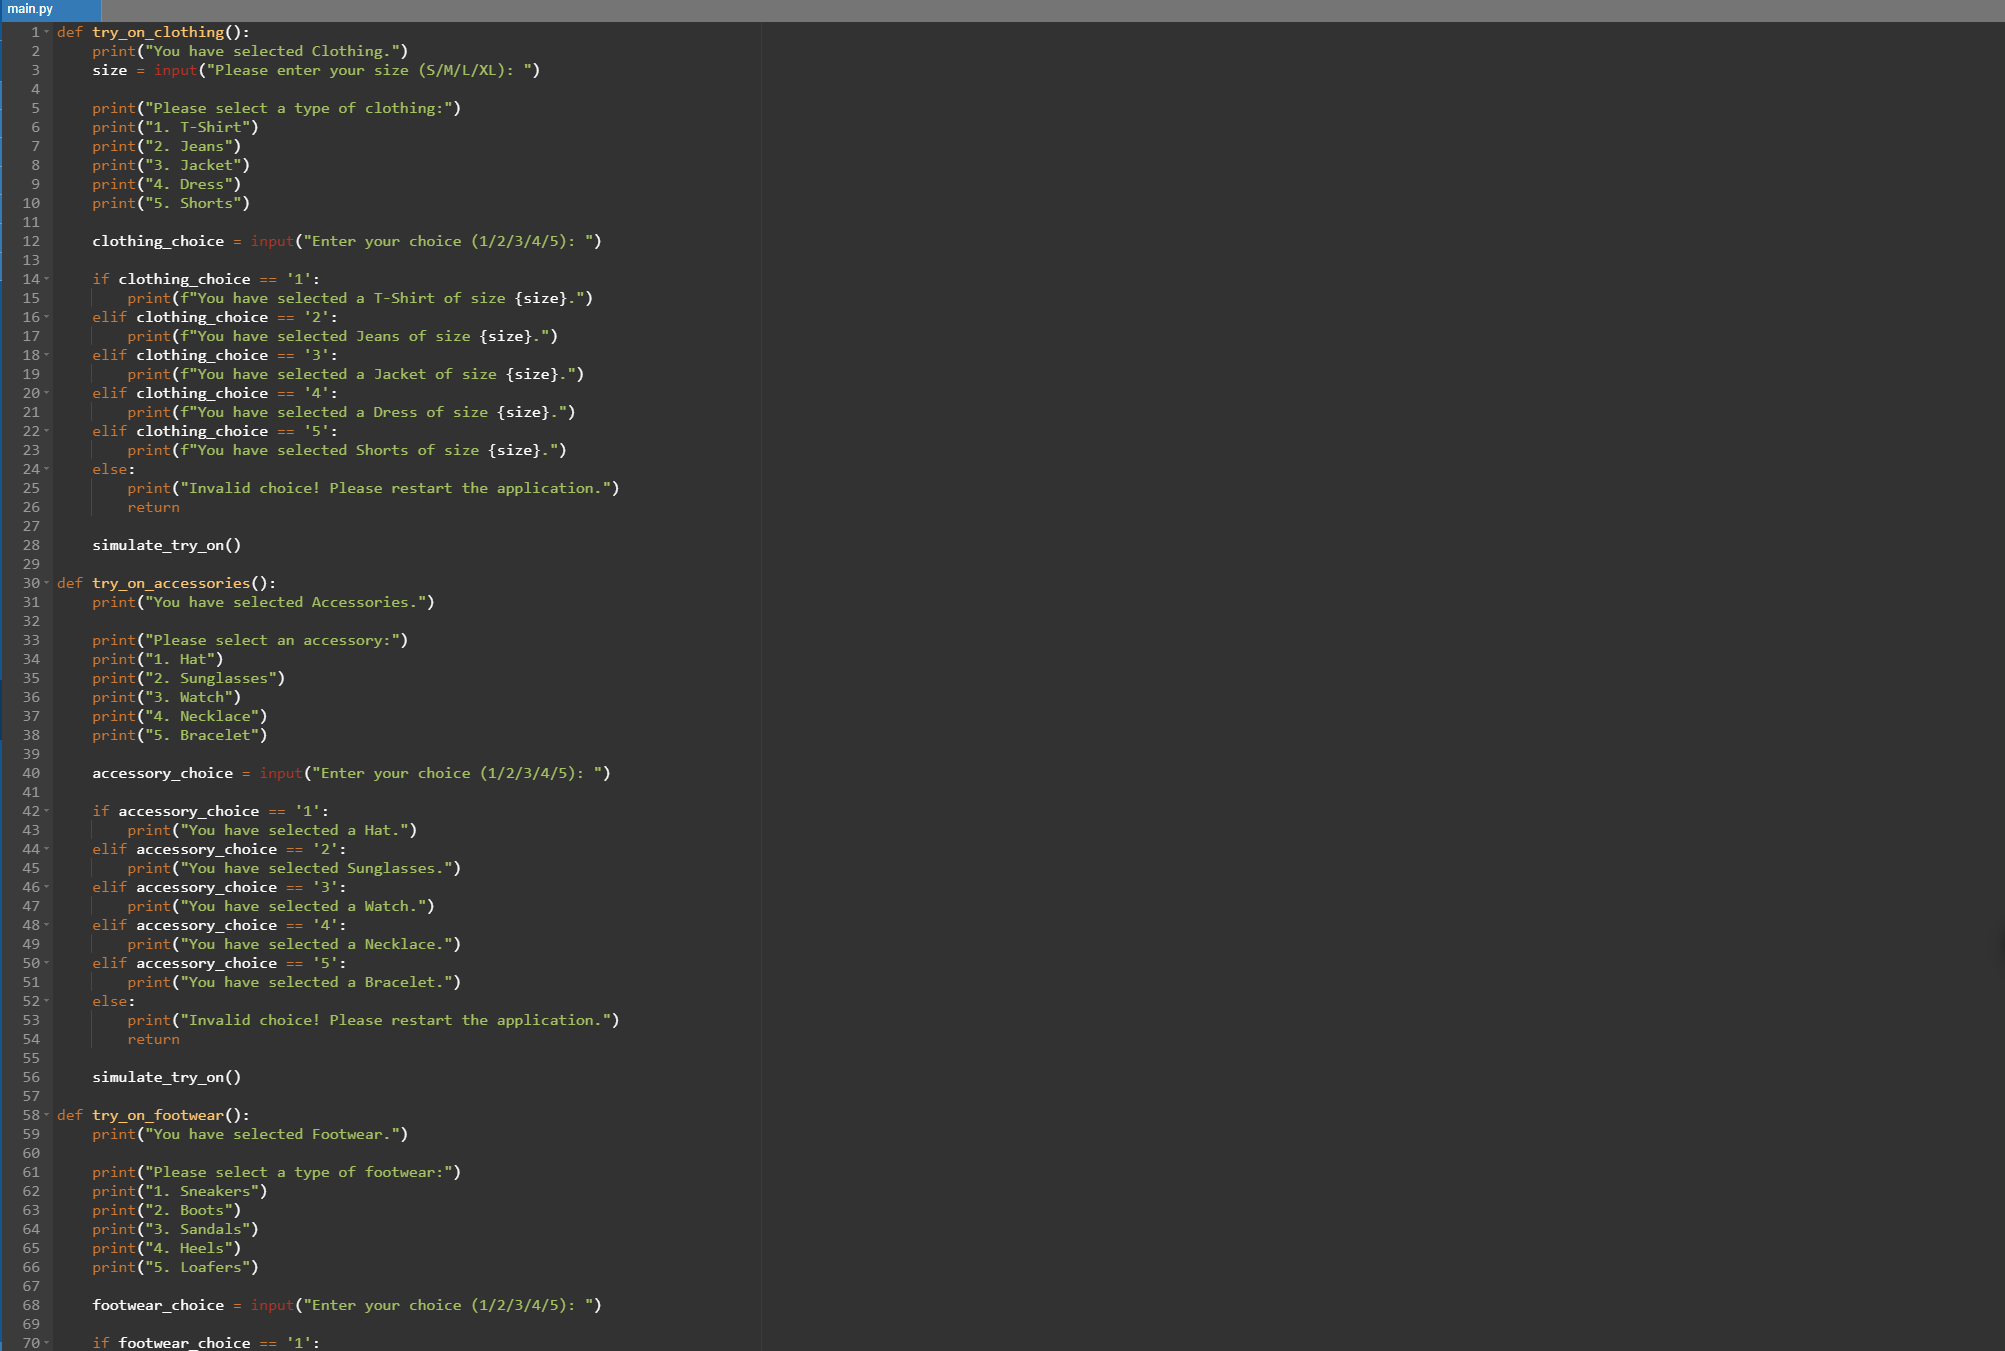 main.py
1 def try_on_clothing():
2     print("You have selected Clothing.")
3     size = input("Please enter your size (S/M/L/XL): ")
4
5     print("Please select a type of clothing:")
6     print("1. T-Shirt")
7     print("2. Jeans")
8     print("3. Jacket")
9     print("4. Dress")
10     print("5. Shorts")
11
12     clothing_choice = input("Enter your choice (1/2/3/4/5): ")
13
14     if clothing_choice == '1':
15         print(f"You have selected a T-Shirt of size {size}.")
16     elif clothing_choice == '2':
17         print(f"You have selected Jeans of size {size}.")
18     elif clothing_choice == '3':
19         print(f"You have selected a Jacket of size {size}.")
20     elif clothing_choice == '4':
21         print(f"You have selected a Dress of size {size}.")
22     elif clothing_choice == '5':
23         print(f"You have selected Shorts of size {size}.")
24     else:
25         print("Invalid choice! Please restart the application.")
26         return
27
28     simulate_try_on()
29
30 def try_on_accessories():
31     print("You have selected Accessories.")
32
33     print("Please select an accessory:")
34     print("1. Hat")
35     print("2. Sunglasses")
36     print("3. Watch")
37     print("4. Necklace")
38     print("5. Bracelet")
39
40     accessory_choice = input("Enter your choice (1/2/3/4/5): ")
41
42     if accessory_choice == '1':
43         print("You have selected a Hat.")
44     elif accessory_choice == '2':
45         print("You have selected Sunglasses.")
46     elif accessory_choice == '3':
47         print("You have selected a Watch.")
48     elif accessory_choice == '4':
49         print("You have selected a Necklace.")
50     elif accessory_choice == '5':
51         print("You have selected a Bracelet.")
52     else:
53         print("Invalid choice! Please restart the application.")
54         return
55
56     simulate_try_on()
57
58 def try_on_footwear():
59     print("You have selected Footwear.")
60
61     print("Please select a type of footwear:")
62     print("1. Sneakers")
63     print("2. Boots")
64     print("3. Sandals")
65     print("4. Heels")
66     print("5. Loafers")
67
68     footwear_choice = input("Enter your choice (1/2/3/4/5): ")
69
70     if footwear_choice == '1':